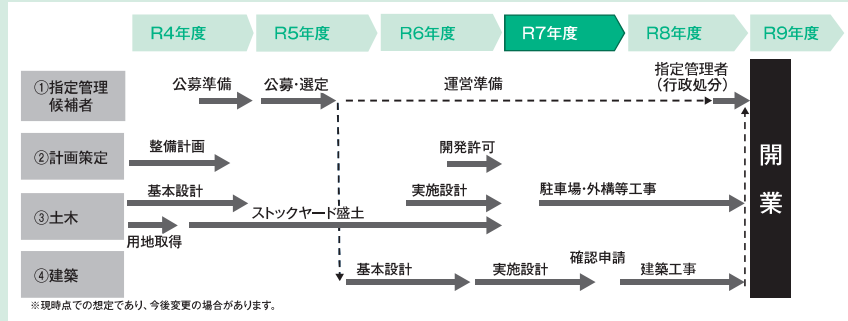 R4年度 R5年度 R6年度 R7年度 R8年度 R9年度
①指定管理
候補者
公募準備 公募・選定 運営準備 指定管理者
(行政処分)
②計画策定 整備計画 開発許可
③土木 基本設計 実施設計 駐車場・外構等工事
ストックヤード盛土
用地取得
④建築 基本設計 実施設計 確認申請 建築工事
開業
※現時点での想定であり、今後変更の場合があります。